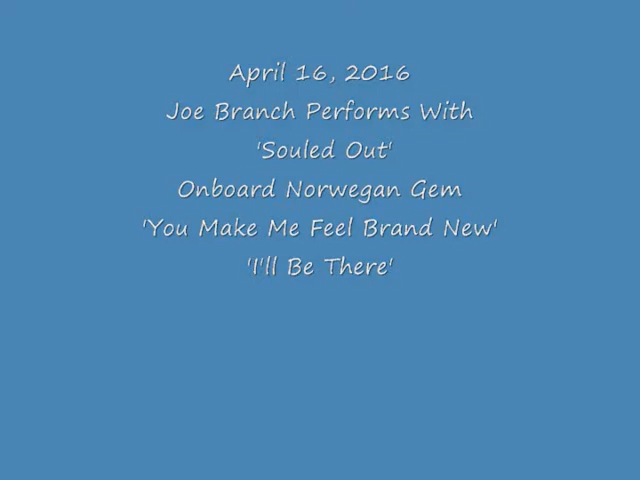 April 16, 2016
Joe Branch Performs With
'Souled Out'
Onboard Norwegan Gem
'You Make Me Feel Brand New'
'I'll Be There'